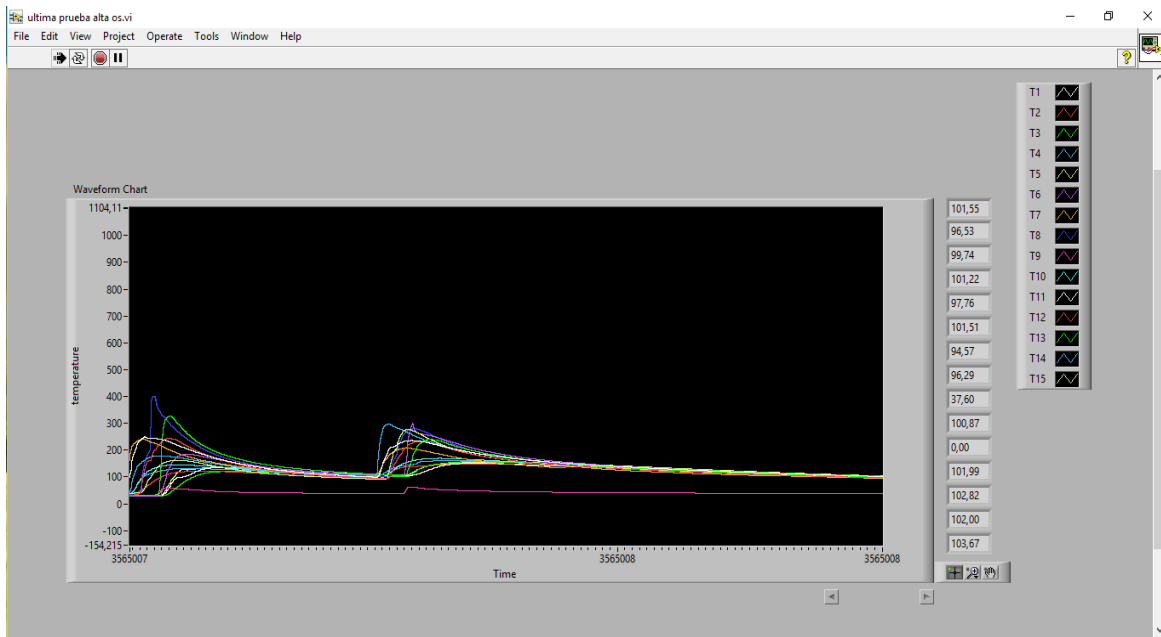 ultima prueba alta os.vi
File Edit View Project Operate Tools Window Help
?
Waveform Chart
1104,11
1000
900
800
700
600
500
400
300
200
100
0
-100
-154,215
temperature
3565007
3565008
3565008
Time
101,55
96,53
99,74
101,22
97,76
101,51
94,57
96,29
37,60
100,87
0,00
101,99
102,82
102,00
103,67
T1
T2
T3
T4
T5
T6
T7
T8
T9
T10
T11
T12
T13
T14
T15